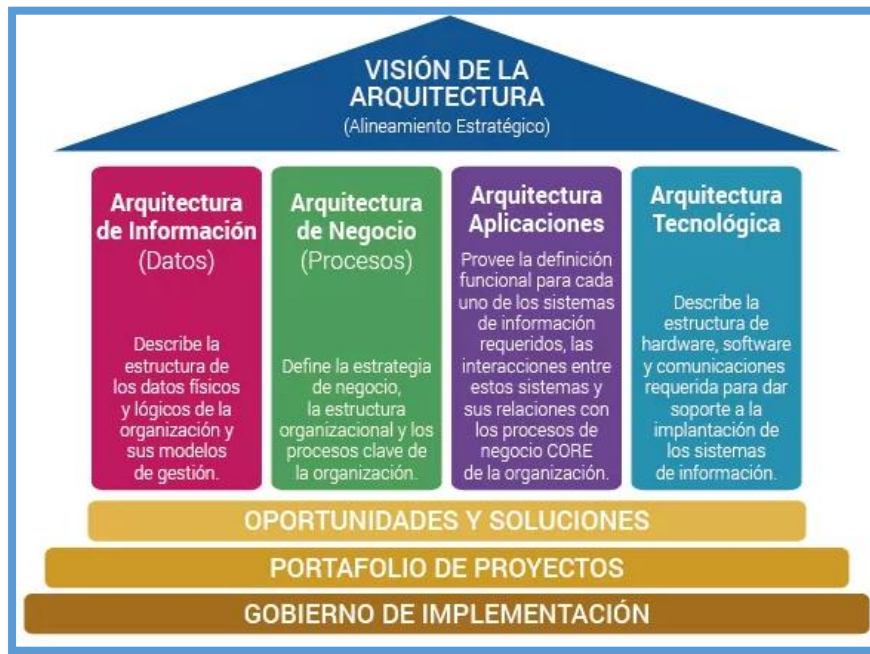 VISIÓN DE LA
ARQUITECTURA
(Alineamiento Estratégico)
Arquitectura
de Información
(Datos)
Describe la
estructura de
los datos físicos
y lógicos de la
organización y
sus modelos
de gestión.
Arquitectura
de Negocio
(Procesos)
Define la estrategia
de negocio,
la estructura
organizacional y los
procesos clave de
la organización.
Arquitectura
Aplicaciones
Provee la definición
funcional para cada
uno de los sistemas
de información
requeridos, las
interacciones entre
estos sistemas y
sus relaciones con
los procesos de
negocio CORE
de la organización.
Arquitectura
Tecnológica
Describe la
estructura de
hardware, software
y comunicaciones
requerida para dar
soporte a la
implantación de
los sistemas
de información.
OPORTUNIDADES Y SOLUCIONES
PORTAFOLIO DE PROYECTOS
GOBIERNO DE IMPLEMENTACIÓN